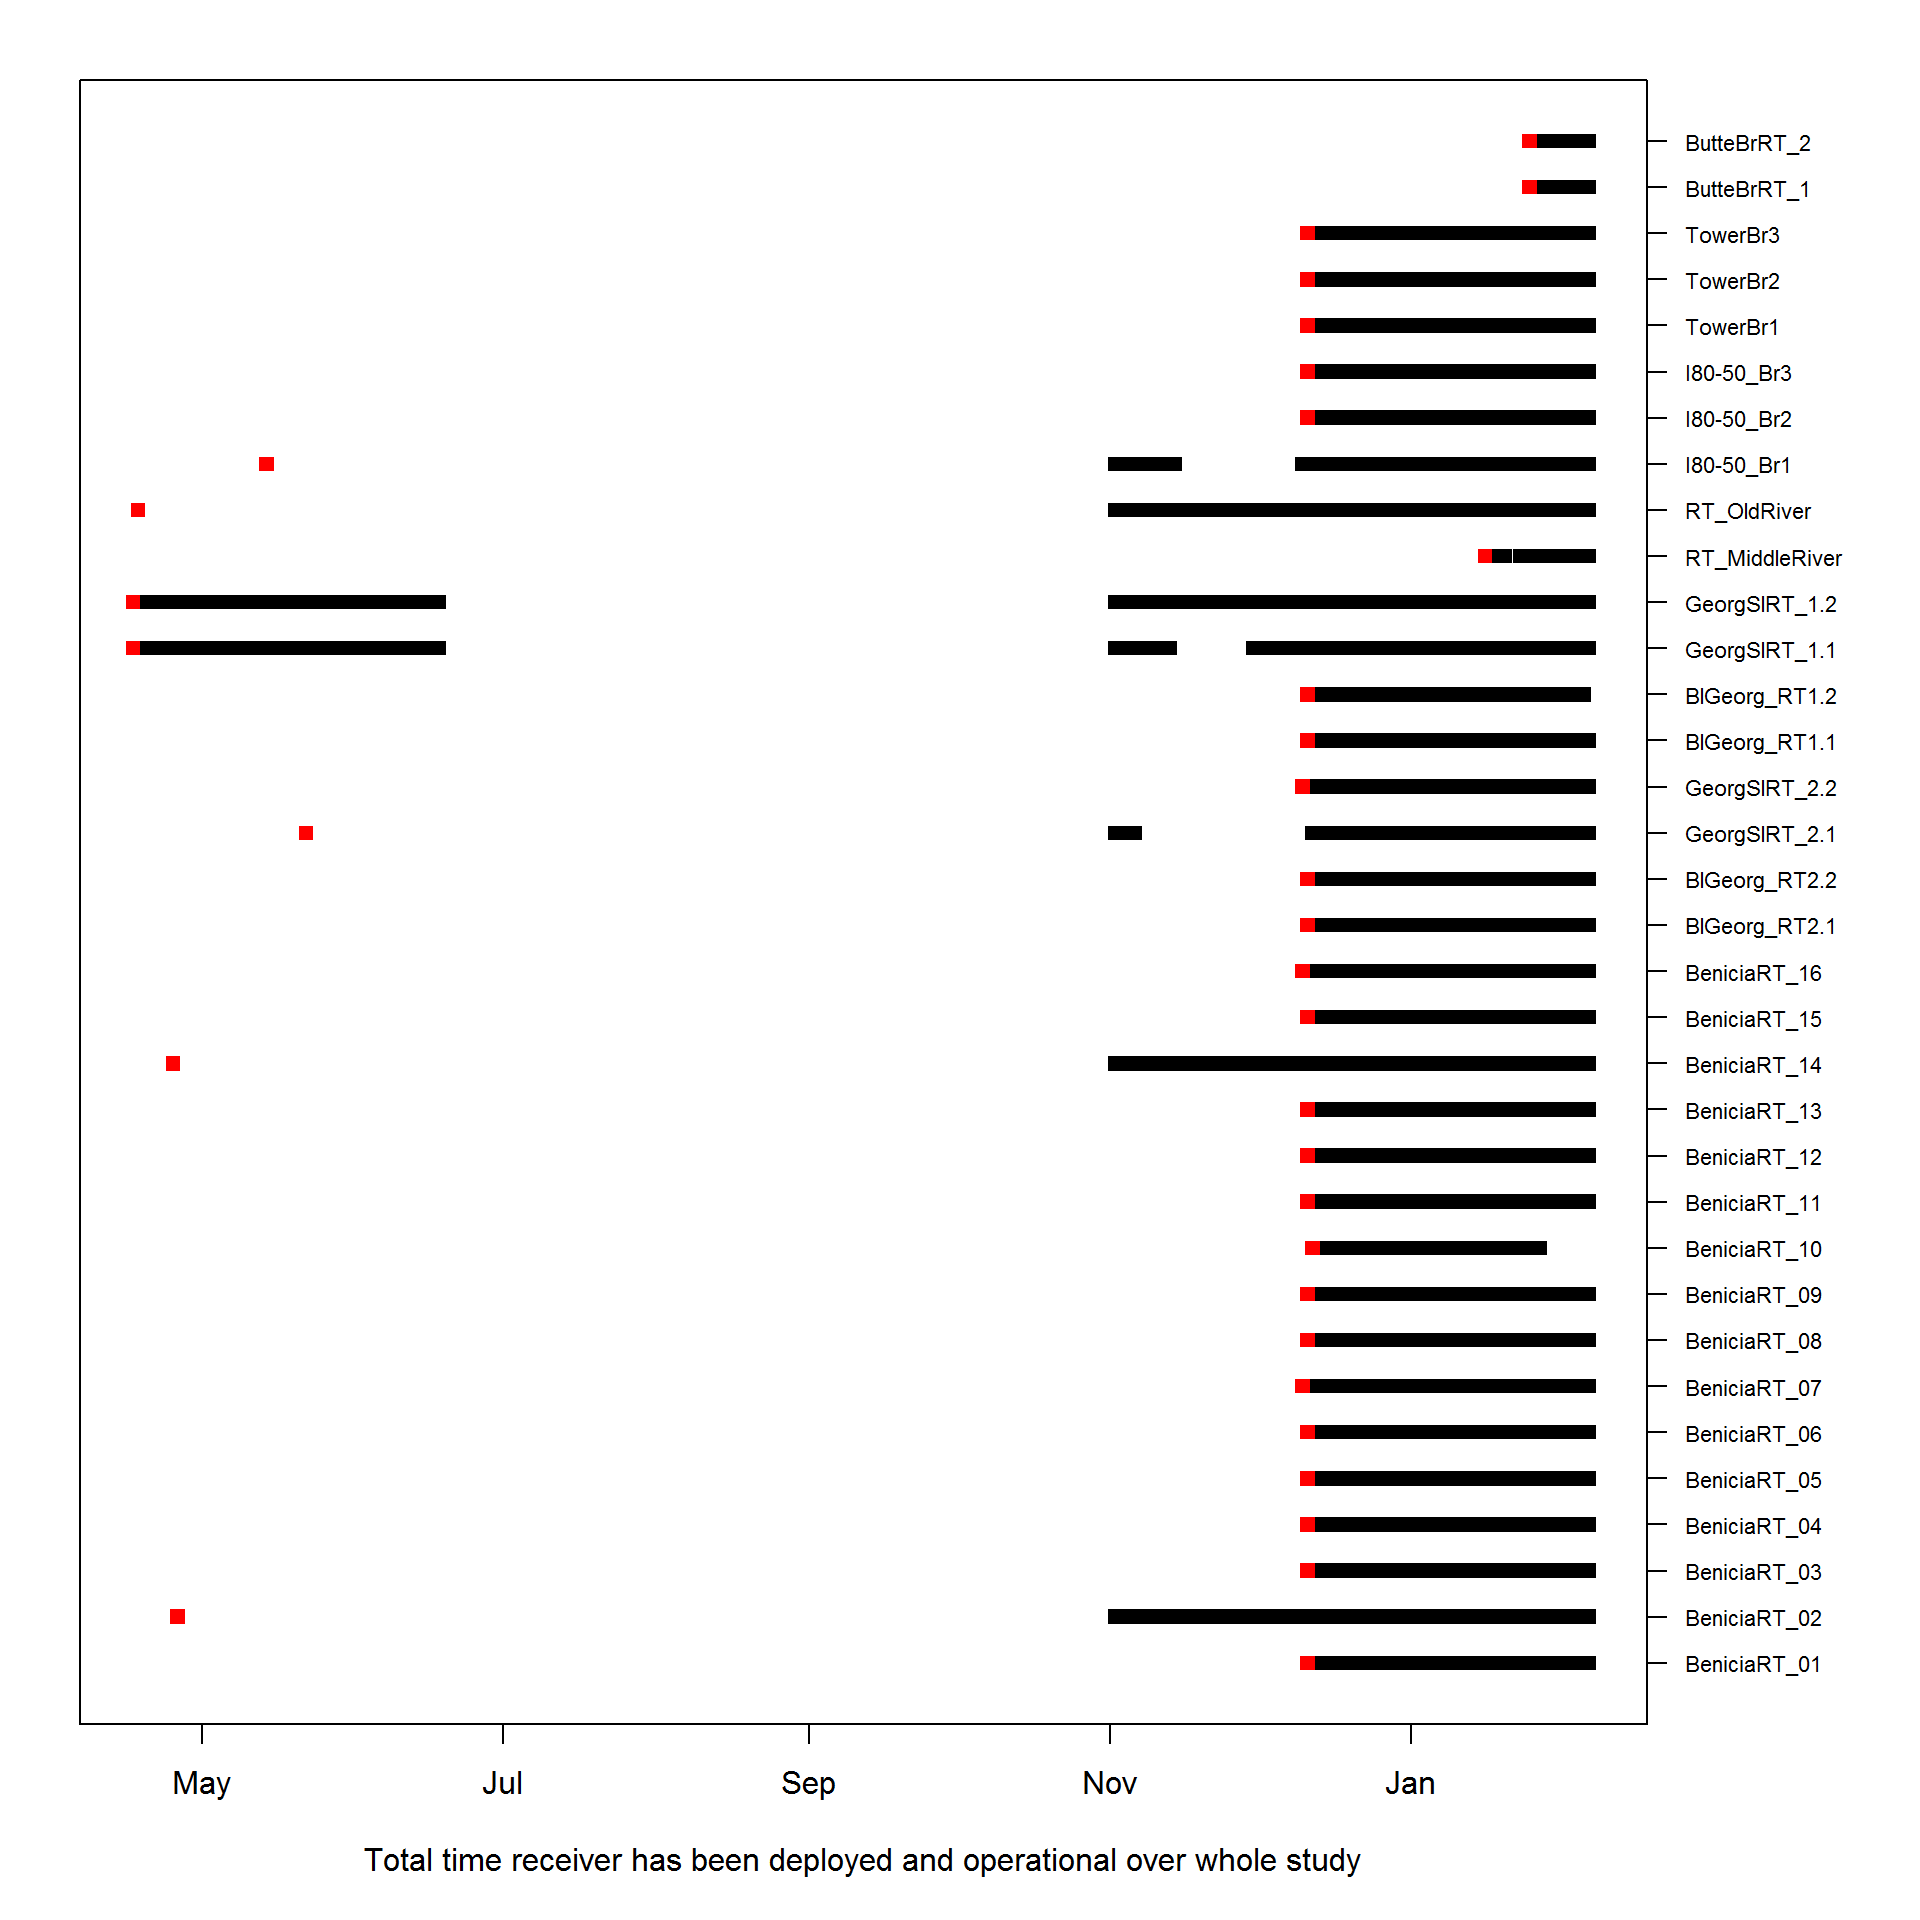 ButteBrRT_2
ButteBrRT_1
TowerBr3
TowerBr2
TowerBr1
I80-50_Br3
I80-50_Br2
I80-50_Br1
RT_OldRiver
RT_MiddleRiver
GeorgSlRT_1.2
GeorgSlRT_1.1
BlGeorg_RT1.2
BlGeorg_RT1.1
GeorgSlRT_2.2
GeorgSlRT_2.1
BlGeorg_RT2.2
BlGeorg_RT2.1
BeniciaRT_16
BeniciaRT_15
BeniciaRT_14
BeniciaRT_13
BeniciaRT_12
BeniciaRT_11
BeniciaRT_10
BeniciaRT_09
BeniciaRT_08
BeniciaRT_07
BeniciaRT_06
BeniciaRT_05
BeniciaRT_04
BeniciaRT_03
BeniciaRT_02
BeniciaRT_01
May Jul Sep Nov Jan
Total time receiver has been deployed and operational over whole study